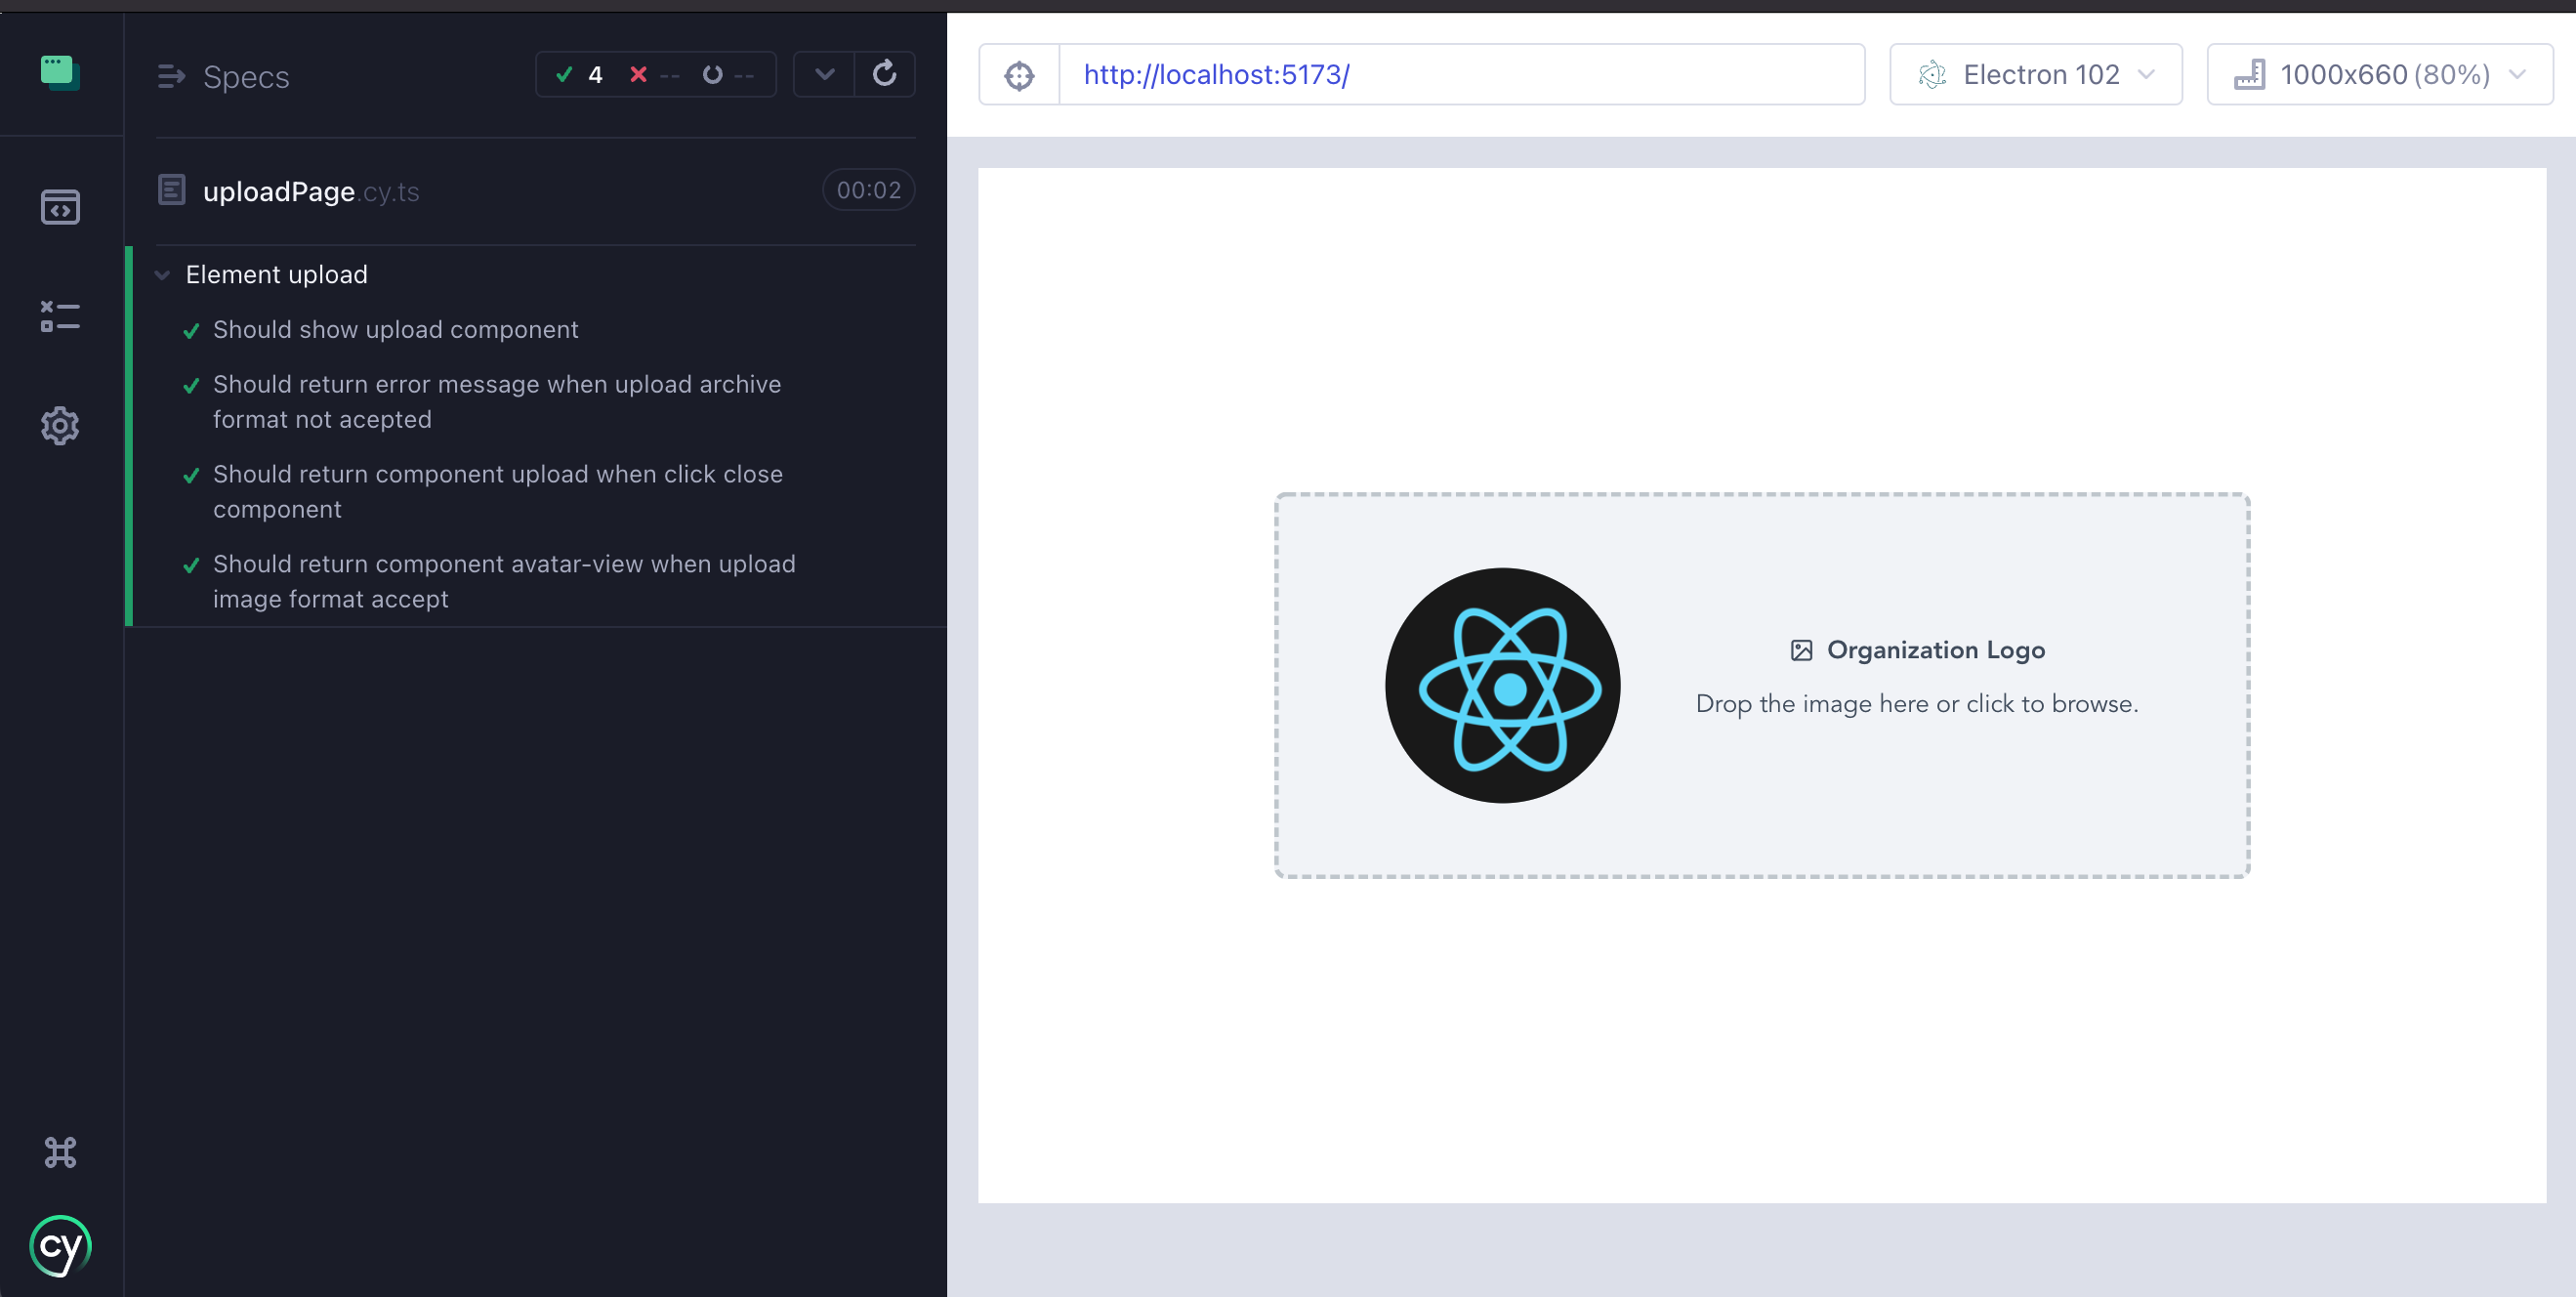 Specs
4 -- --
http://localhost:5173/
Electron 102
1000x660 (80%)
uploadPage.cy.ts
00:02
Element upload
Should show upload component
Should return error message when upload archive
format not acepted
Should return component upload when click close
component
Should return component avatar-view when upload
image format accept
Organization Logo
Drop the image here or click to browse.
cy